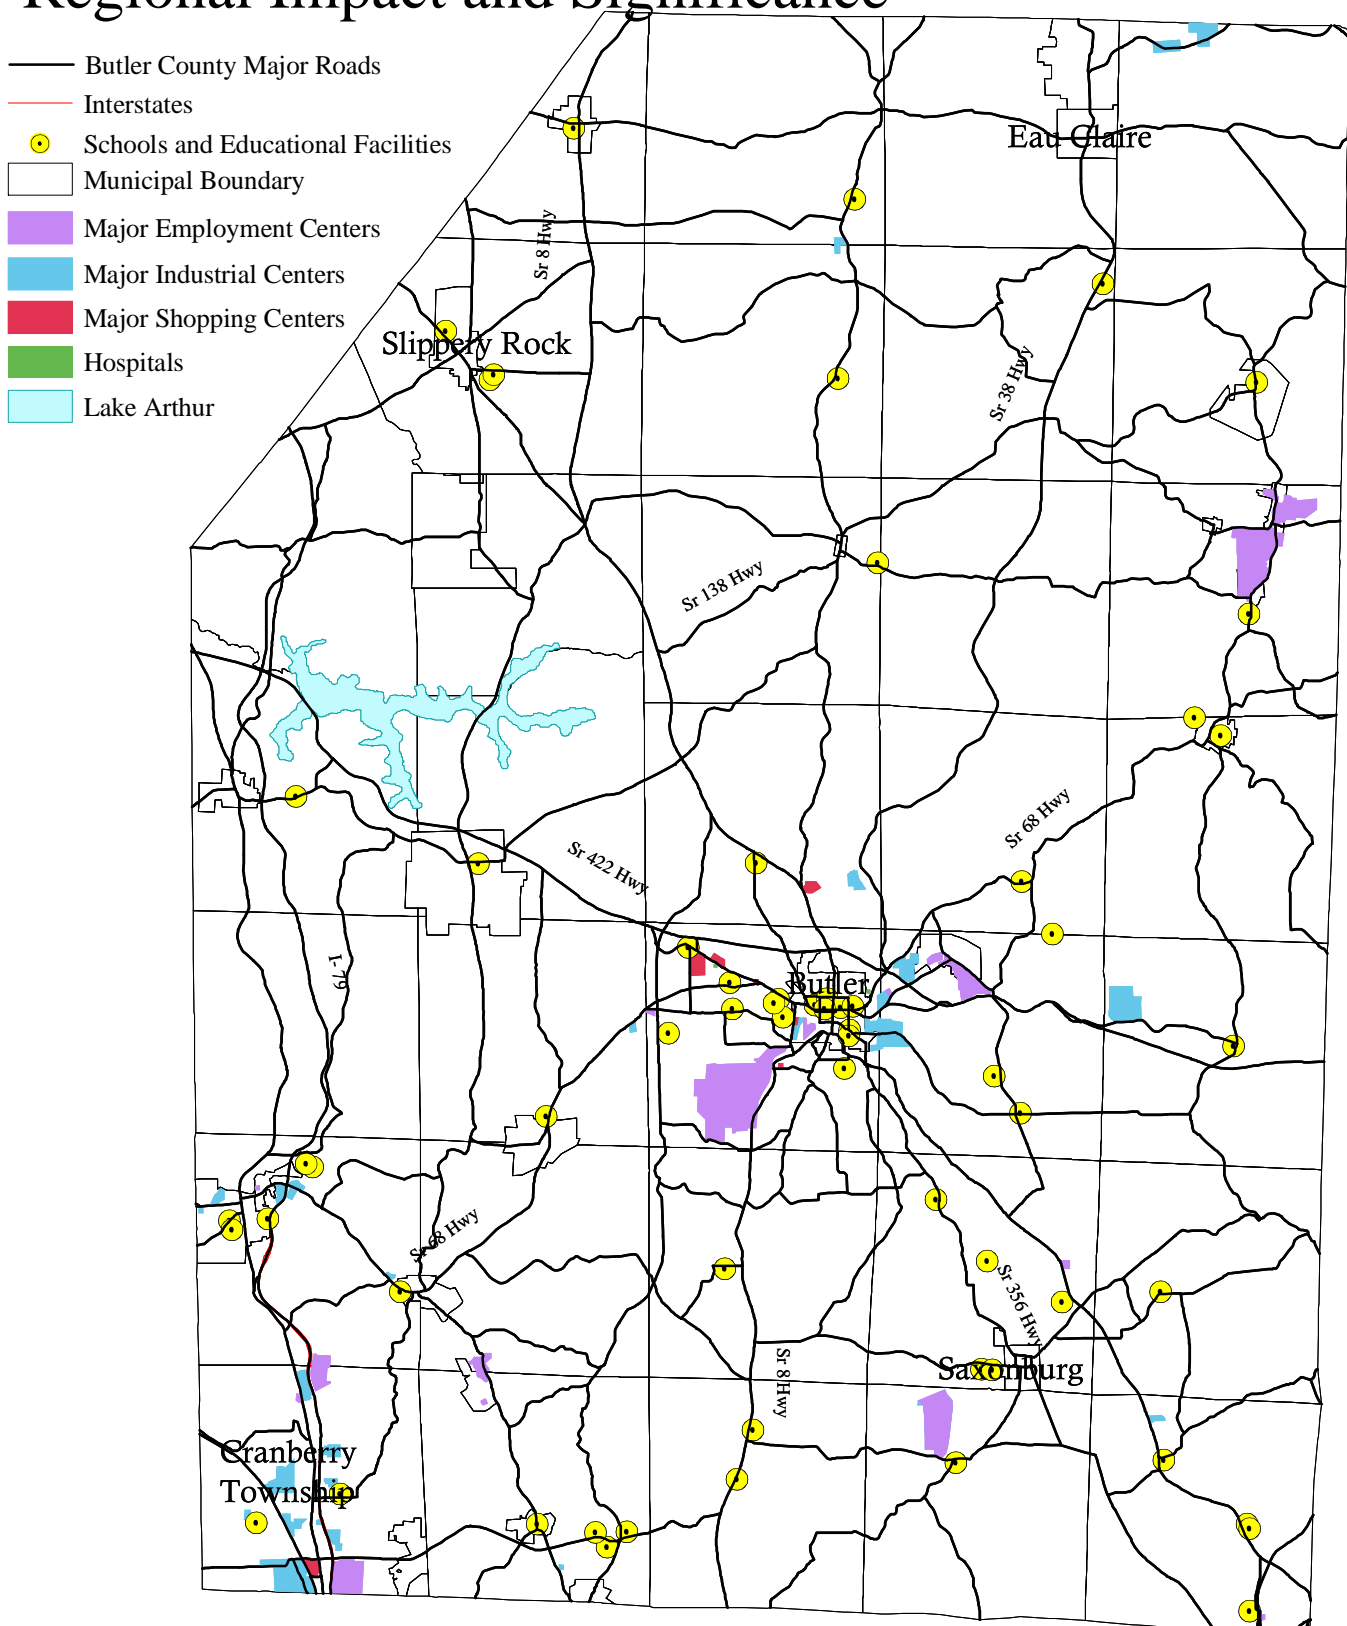 Regional Impact and Significance
Butler County Major Roads
Interstates
Schools and Educational Facilities
Municipal Boundary
Major Employment Centers
Major Industrial Centers
Major Shopping Centers
Hospitals
Lake Arthur
Eau Claire
Sr 8 Hwy
Slippery Rock
Sr 38 Hwy
Sr 138 Hwy
Sr 68 Hwy
Sr 422 Hwy
I-79
Butler
Sr 68 Hwy
Sr 356 Hwy
Sr 8 Hwy
Saxonburg
Cranberry
Township